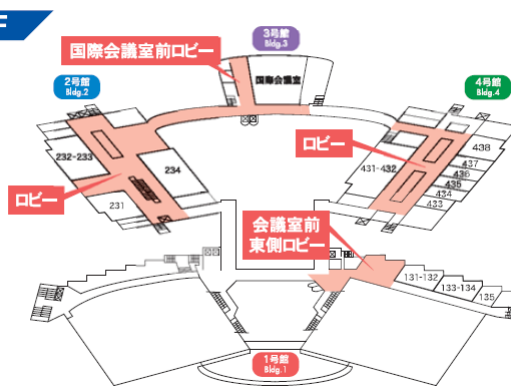 F
3号館
Bldg.3
国際会議室前ロビー
国際会議室
2号館
Bldg.2
4号館
Bldg.4
232-233
234
ロビー
231
ロビー
438
437
436
435
434
433
431-432
会議室前
東側ロビー
131-132
133-134
135
1号館
Bldg.1